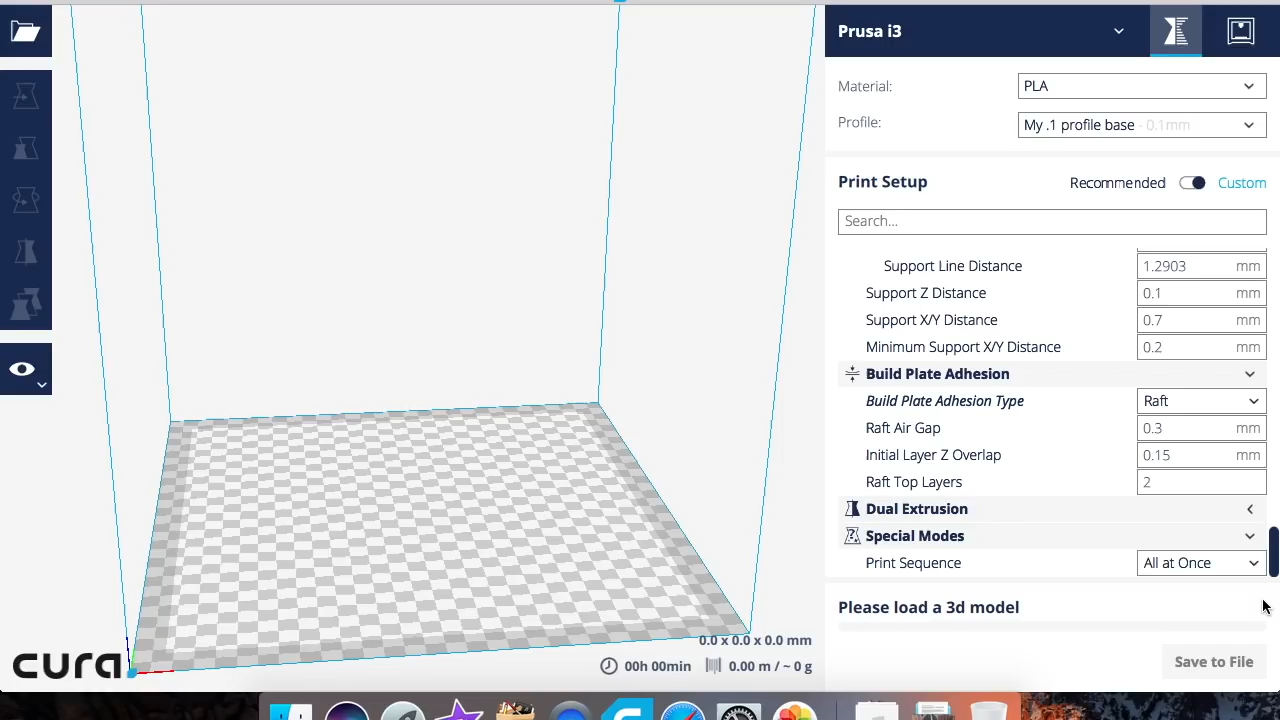 Prusa i3
Material:
PLA
Profile:
My .1 profile base - 0.1mm
Print Setup
Recommended
Custom
Search...
Support Line Distance
1.2903 mm
Support Z Distance
0.1 mm
Support X/Y Distance
0.7 mm
Minimum Support X/Y Distance
0.2 mm
Build Plate Adhesion
Build Plate Adhesion Type
Raft
Raft Air Gap
0.3 mm
Initial Layer Z Overlap
0.15 mm
Raft Top Layers
2
Dual Extrusion
Special Modes
Print Sequence
All at Once
Please load a 3d model
Save to File
0.0 x 0.0 x 0.0 mm
00h 00min
0.00 m / ~ 0 g
cura